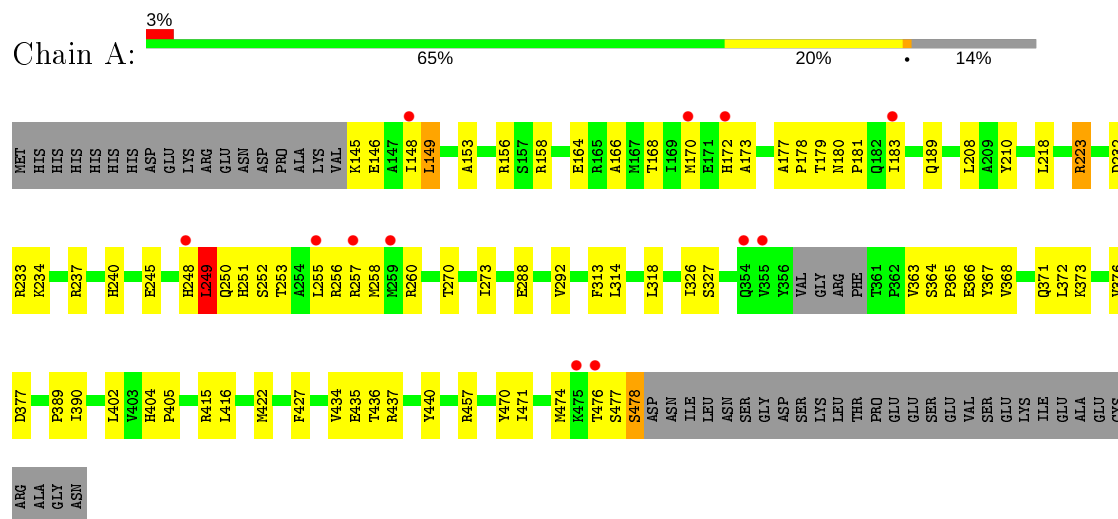 3%
Chain A:
65% 20% • 14%
MET HIS HIS HIS HIS HIS HIS ASP GLU LYS ARG GLU ASN ASP PRO ALA LYS VAL K145 E146 A147 I148 L149 A153 R156 S157 R158 E164 R165 A166 M167 T168 I169 M170 E171 H172 A173 A177 P178 T179 N180 P181 Q182 I183 Q189 L208 A209 Y210 L218 R223 D232
R233 K234 R237 H240 E245 H248 L249 Q250 H251 S252 T253 A254 L255 R256 R257 M258 M259 R260 T270 I273 E288 V292 F313 L314 L318 I326 S327 Q354 V355 Y356 VAL GLY ARG PHE T361 P362 V363 S364 P365 E366 Y367 V368 Q371 L372 K373 V376
D377 P389 I390 L402 V403 H404 P405 R415 L416 M422 F427 V434 E435 T436 R437 Y440 R457 Y470 I471 M474 K475 T476 S477 S478 ASP ASN ILE LEU ASN SER GLY ASP SER LYS LEU THR PRO GLU GLU SER GLU VAL SER GLU LYS ILE GLU ALA GLU CYS
ARG ALA GLY ASN